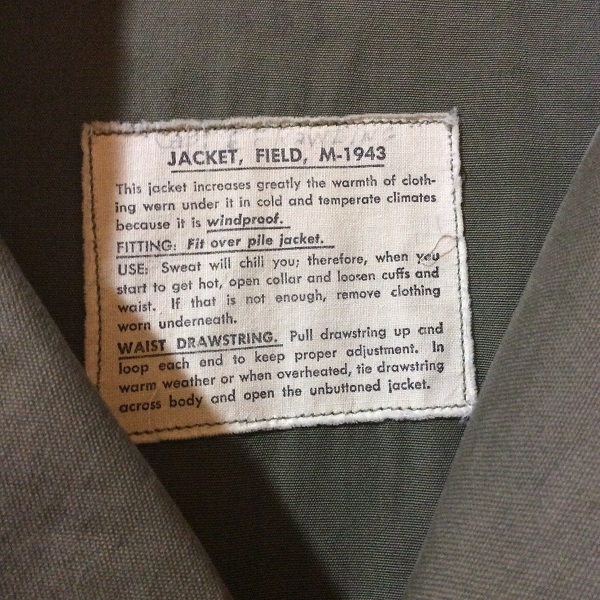 JACKET, FIELD, M-1943
This jacket increases greatly the warmth of cloth-
ing worn under it in cold and temperate climates
because it is windproof.
FITTING: Fit over pile jacket.
USE: Sweat will chill you; therefore, when you
start to get hot, open collar and loosen cuffs and
waist. If that is not enough, remove clothing
worn underneath.
WAIST DRAWSTRING. Pull drawstring up and
loop each end to keep proper adjustment. In
warm weather or when overheated, tie drawstring
across body and open the unbuttoned jacket.